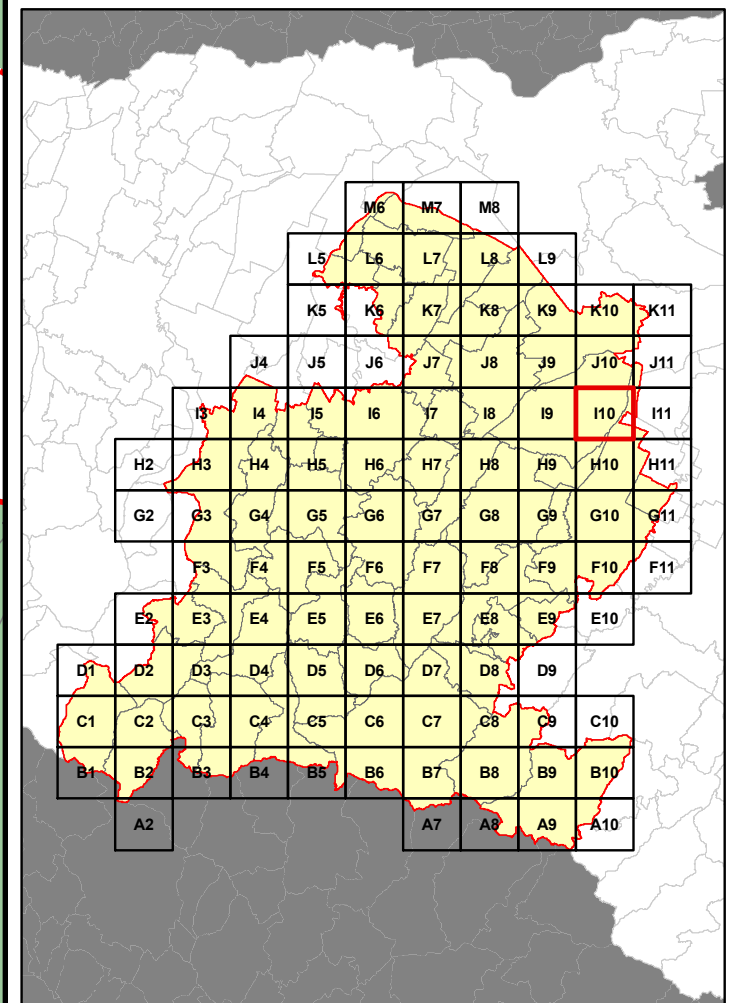 M6 M7 M8
L5 L6 L7 L8 L9
K5 K6 K7 K8 K9 K10 K11
J4 J5 J6 J7 J8 J9 J10 J11
I3 I4 I5 I6 I7 I8 I9 I10 I11
H2 H3 H4 H5 H6 H7 H8 H9 H10 H11
G2 G3 G4 G5 G6 G7 G8 G9 G10 G11
F3 F4 F5 F6 F7 F8 F9 F10 F11
E2 E3 E4 E5 E6 E7 E8 E9 E10
D1 D2 D3 D4 D5 D6 D7 D8 D9
C1 C2 C3 C4 C5 C6 C7 C8 C9 C10
B1 B2 B3 B4 B5 B6 B7 B8 B9 B10
A2 A7 A8 A9 A10